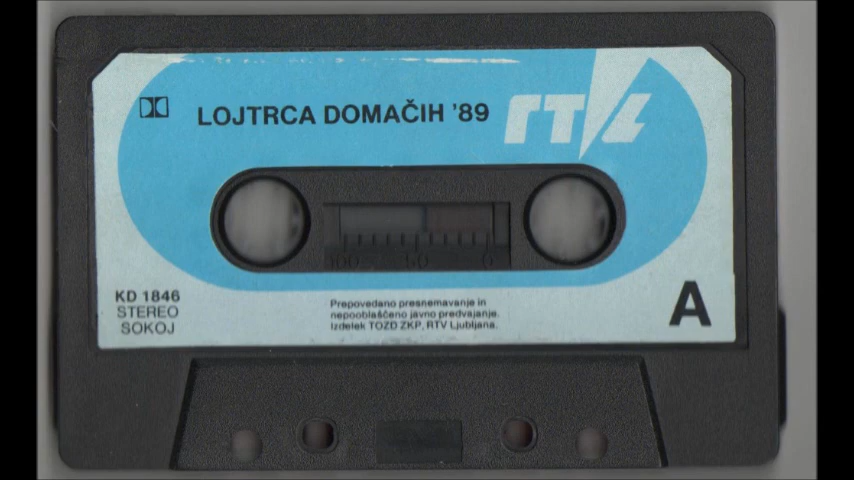 LOJTRCA DOMAČIH '89
RTVL
100 50 0
KD 1846
STEREO
SOKOJ
Prepovedano presnemavanje in
nepooblaščeno javno predvajanje.
Izdelek TOZD ZKP, RTV Ljubljana.
A